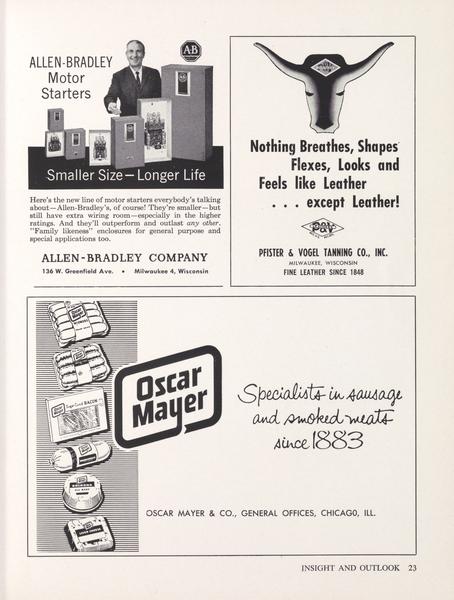 A-B
ALLEN-BRADLEY
Motor
Starters
Smaller Size—Longer Life
Here's the new line of motor starters everybody's talking
about—Allen-Bradley's, of course! They're smaller—but
still have extra wiring room—especially in the higher
ratings. And they'll outperform and outlast any other.
"Family likeness" enclosures for general purpose and
special applications too.
ALLEN-BRADLEY COMPANY
136 W. Greenfield Ave. • Milwaukee 4, Wisconsin
Nothing Breathes, Shapes
Flexes, Looks and
Feels like Leather
. . . except Leather!
P&V
PFISTER & VOGEL TANNING CO., INC.
MILWAUKEE, WISCONSIN
FINE LEATHER SINCE 1848
BACON
Oscar
Mayer
Specialists in sausage
and smoked meats
since 1883
OSCAR MAYER & CO., GENERAL OFFICES, CHICAGO, ILL.
INSIGHT AND OUTLOOK 23